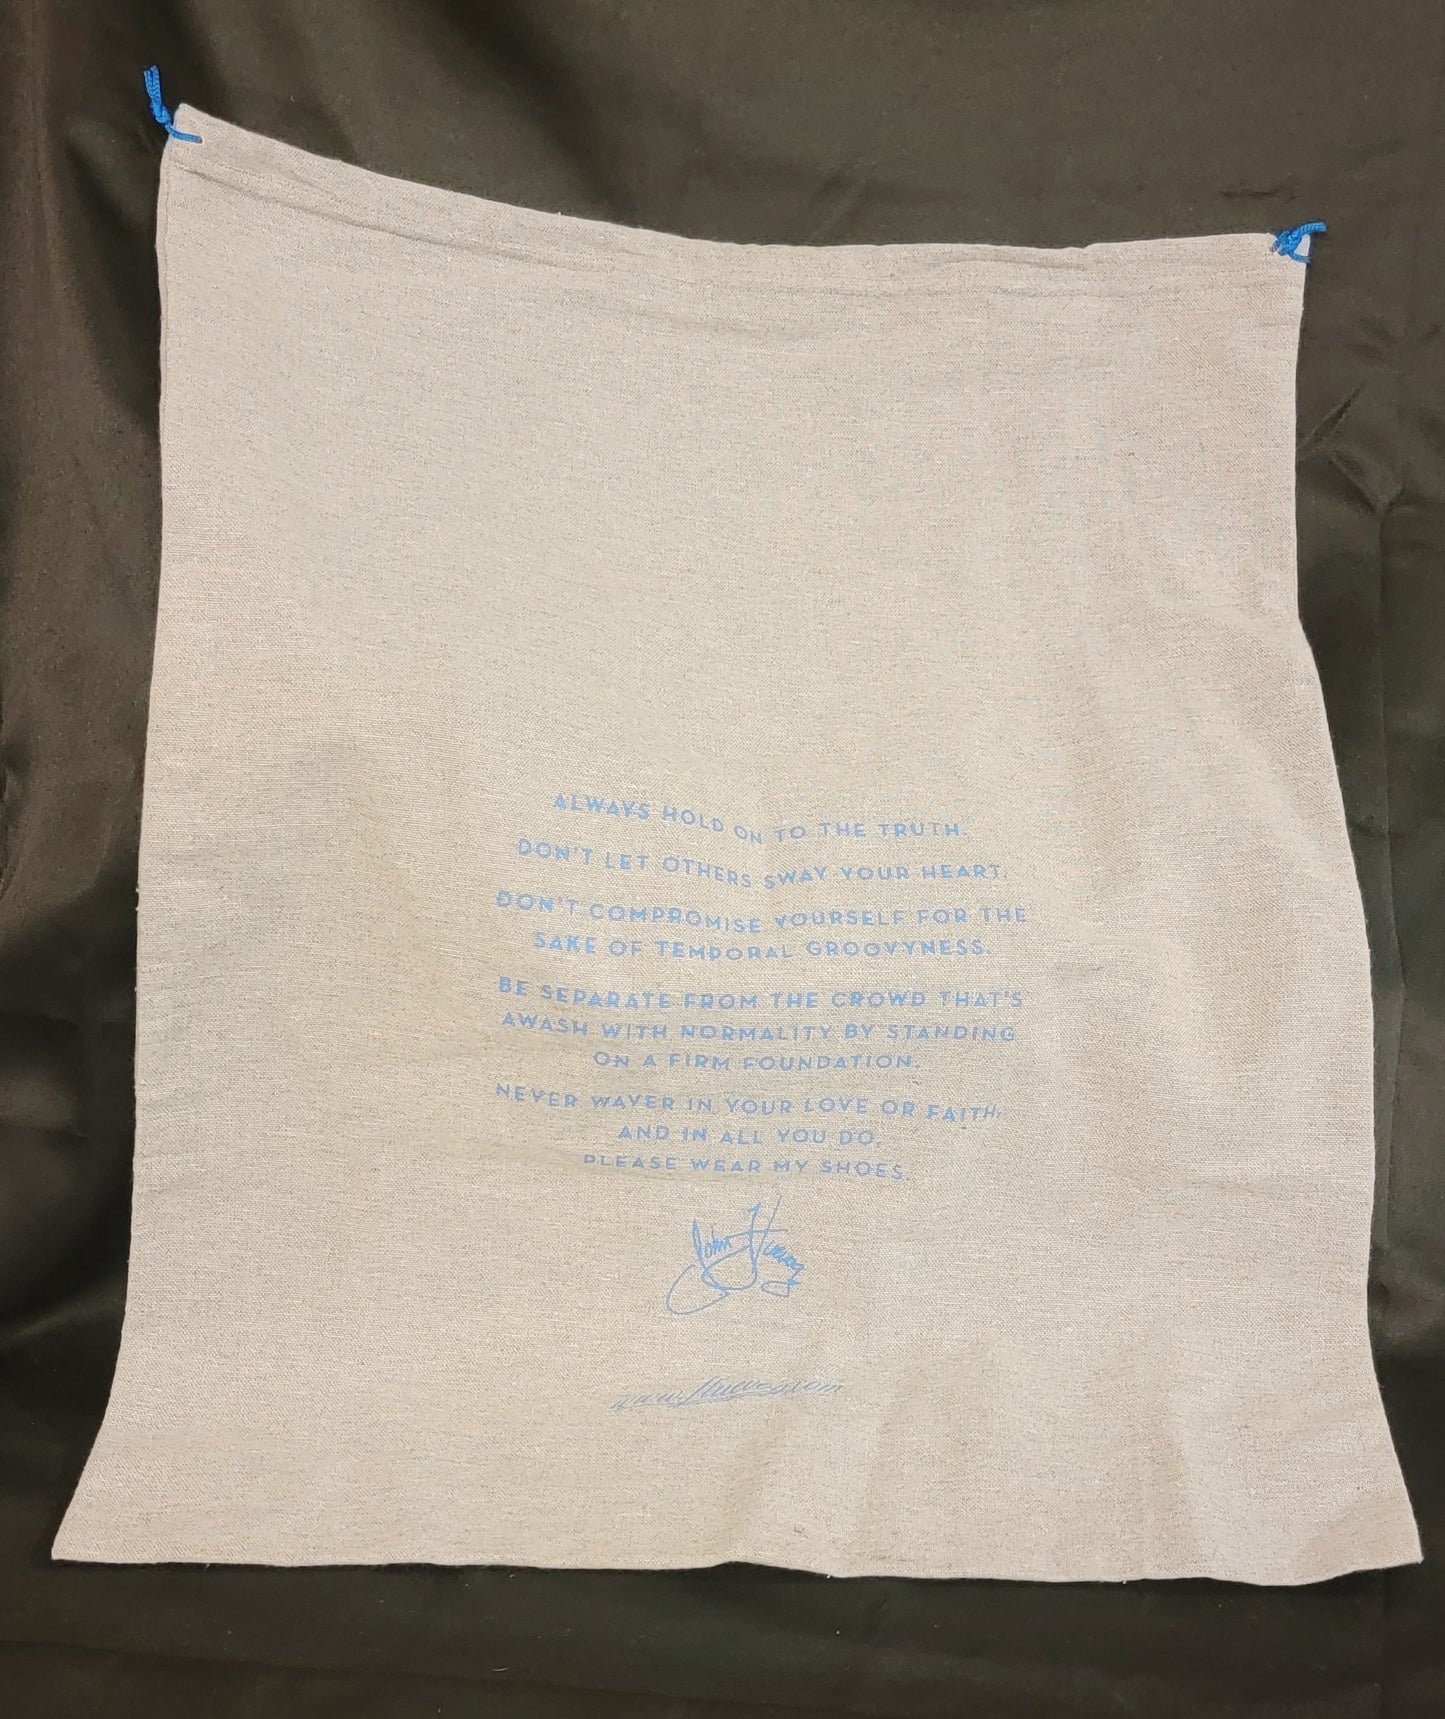 ALWAYS HOLD ON TO THE TRUTH.
DON'T LET OTHERS SWAY YOUR HEART.
DON'T COMPROMISE YOURSELF FOR THE
SAKE OF TEMPORAL GROOVYNESS.
BE SEPARATE FROM THE CROWD THAT'S
AWASH WITH NORMALITY BY STANDING
ON A FIRM FOUNDATION.
NEVER WAVER IN YOUR LOVE OR FAITH;
AND IN ALL YOU DO,
PLEASE WEAR MY SHOES.
John